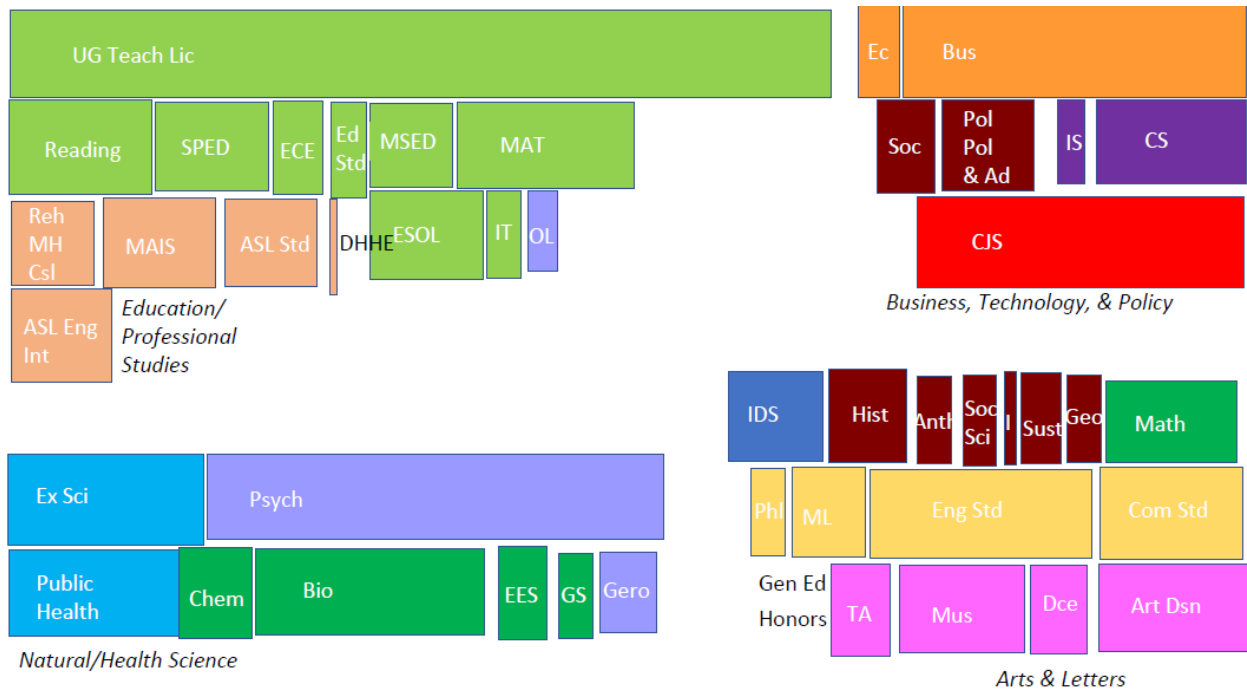 UG Teach Lic
Reading
SPED
ECE
Ed
Std
MSED
MAT
Reh
MH
Csl
MAIS
ASL Std
DHHE
ESOL
IT
OL
ASL Eng
Int
Education/
Professional
Studies
Ec
Bus
Soc
Pol
Pol
& Ad
IS
CS
CJS
Business, Technology, & Policy
Ex Sci
Psych
Public
Health
Chem
Bio
EES
GS
Gero
Natural/Health Science
IDS
Hist
Anth
Soc
Sci
I
Sust
Geo
Math
Phl
ML
Eng Std
Com Std
Gen Ed
Honors
TA
Mus
Dce
Art Dsn
Arts & Letters